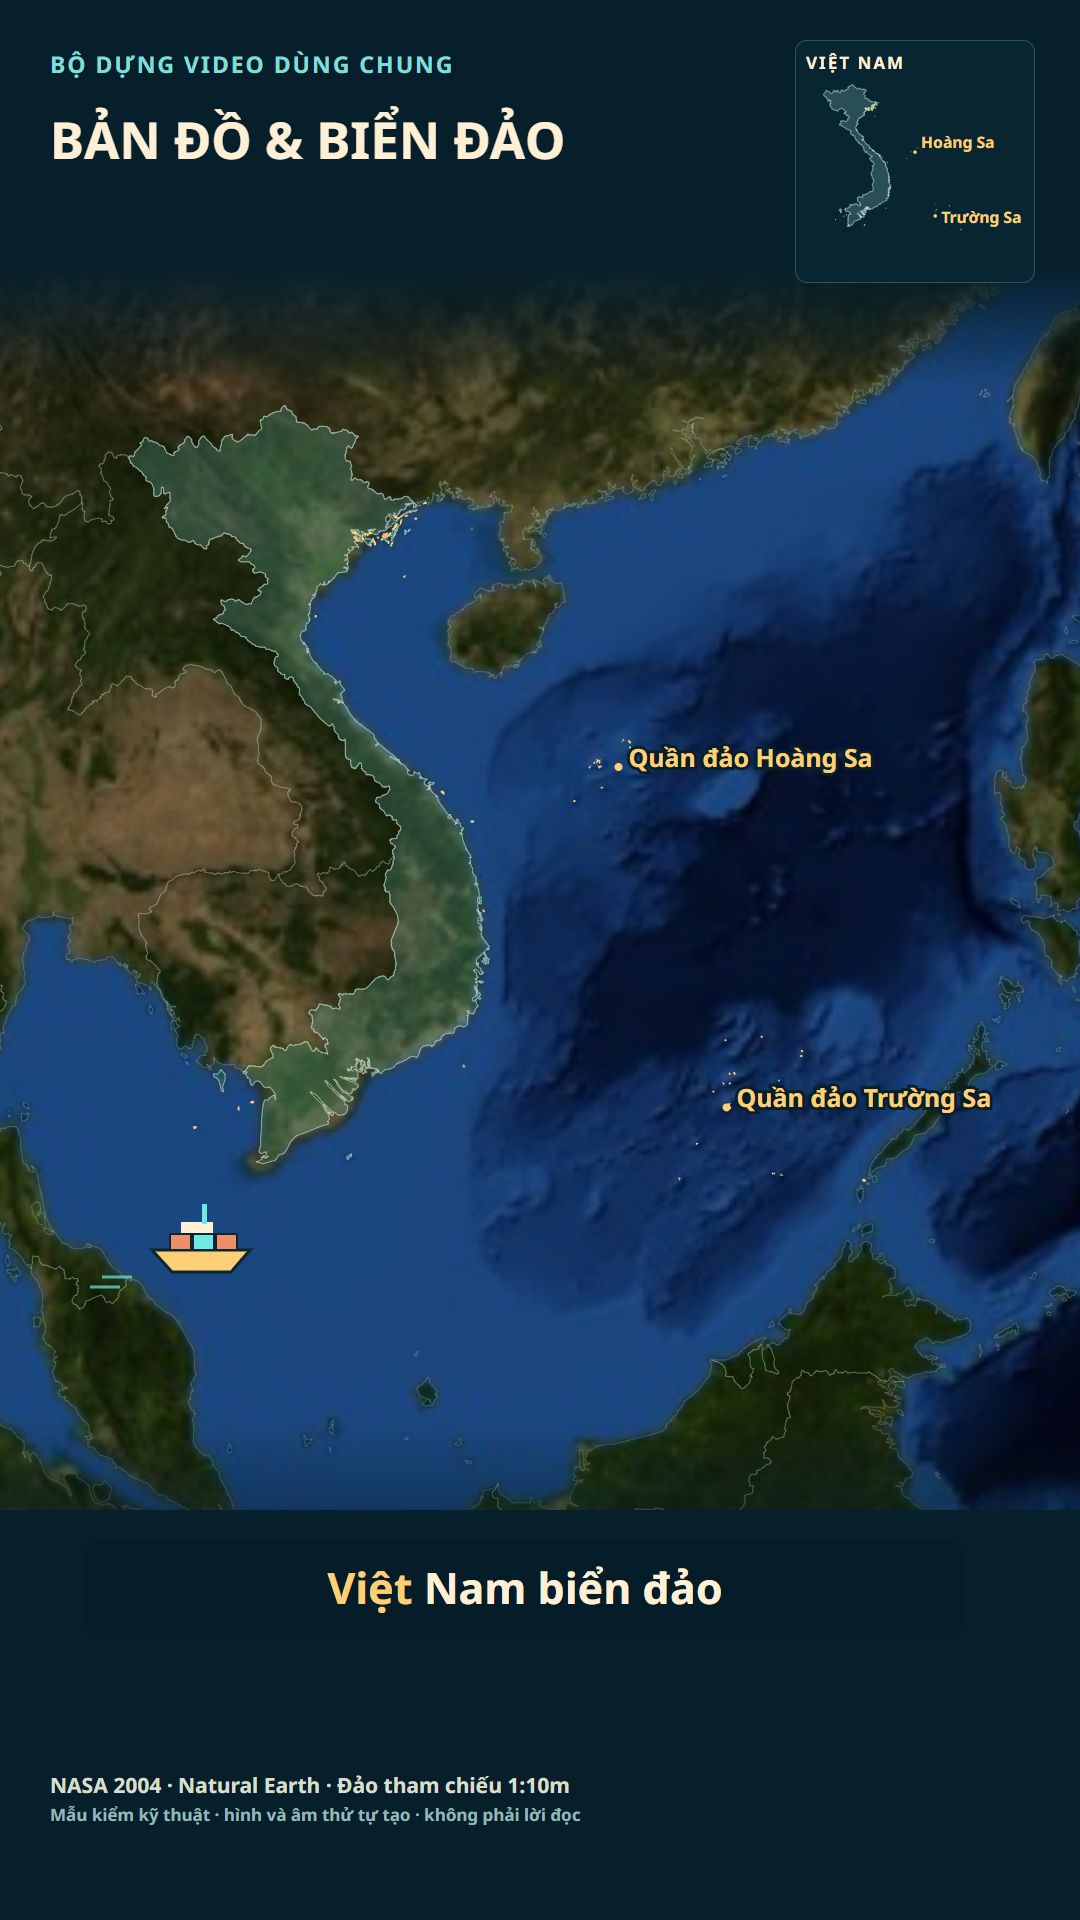 BỘ DỰNG VIDEO DÙNG CHUNG
BẢN ĐỒ & BIỂN ĐẢO
VIỆT NAM
Hoàng Sa
Trường Sa
Quần đảo Hoàng Sa
Quần đảo Trường Sa
Việt Nam biển đảo
NASA 2004 · Natural Earth · Đảo tham chiếu 1:10m
Mẫu kiểm kỹ thuật · hình và âm thử tự tạo · không phải lời đọc